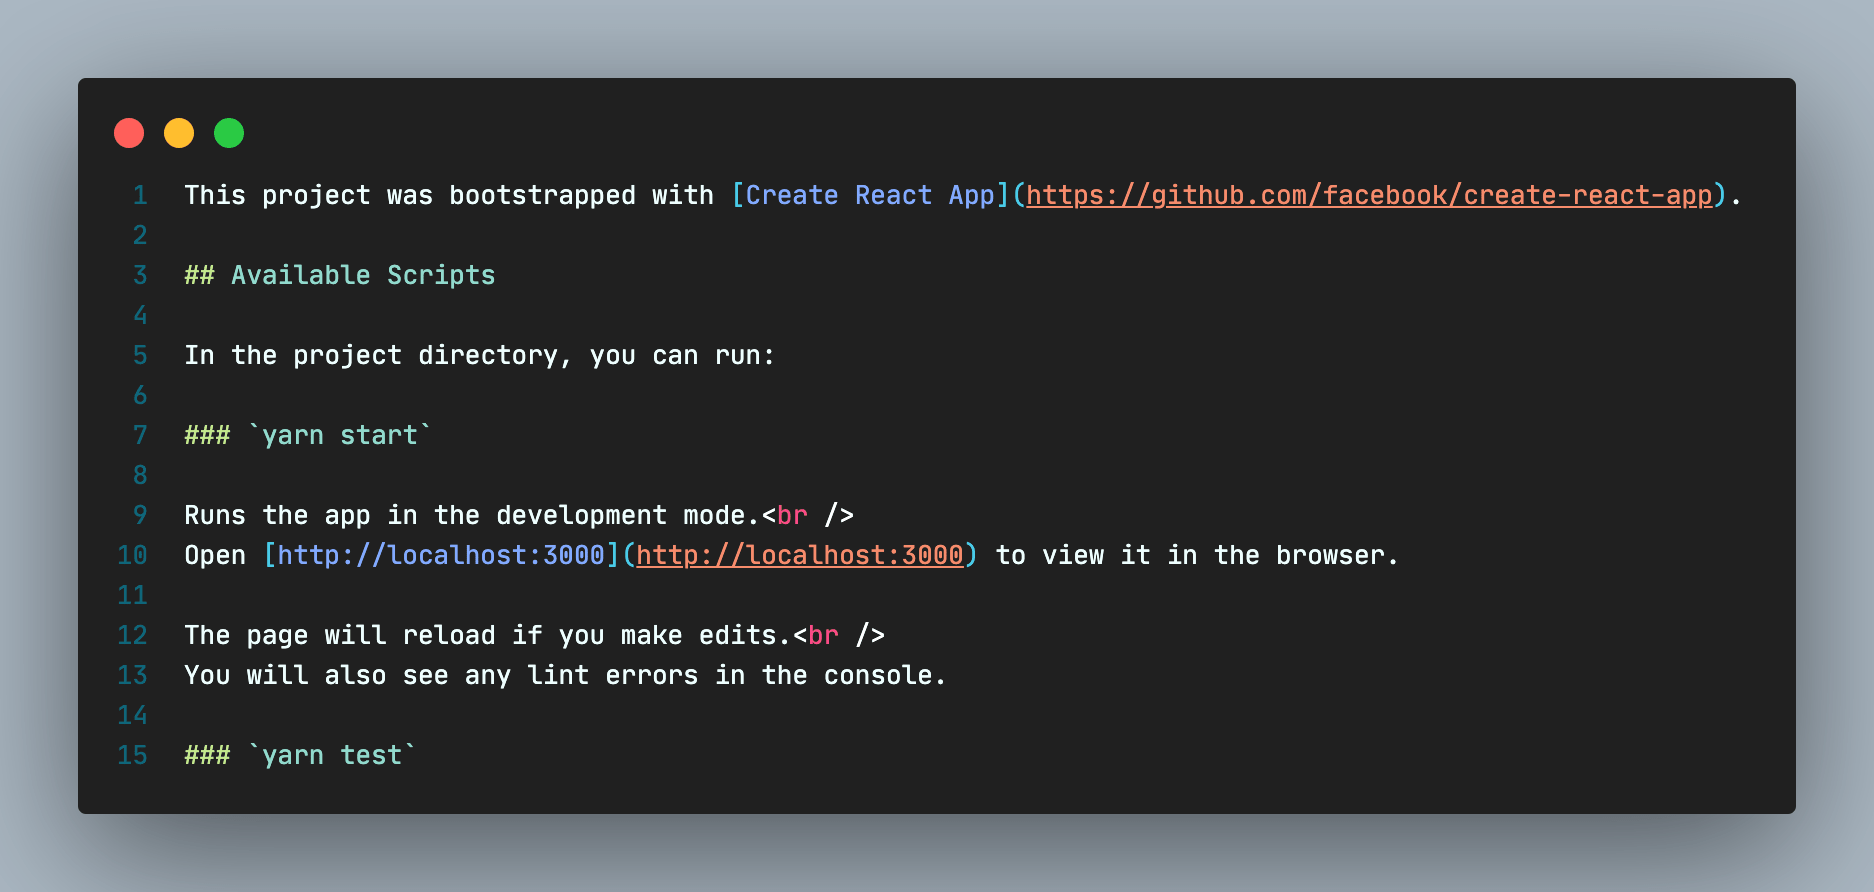 1 This project was bootstrapped with [Create React App](https://github.com/facebook/create-react-app).
2
3 ## Available Scripts
4
5 In the project directory, you can run:
6
7 ### `yarn start`
8
9 Runs the app in the development mode.<br />
10 Open [http://localhost:3000](http://localhost:3000) to view it in the browser.
11
12 The page will reload if you make edits.<br />
13 You will also see any lint errors in the console.
14
15 ### `yarn test`